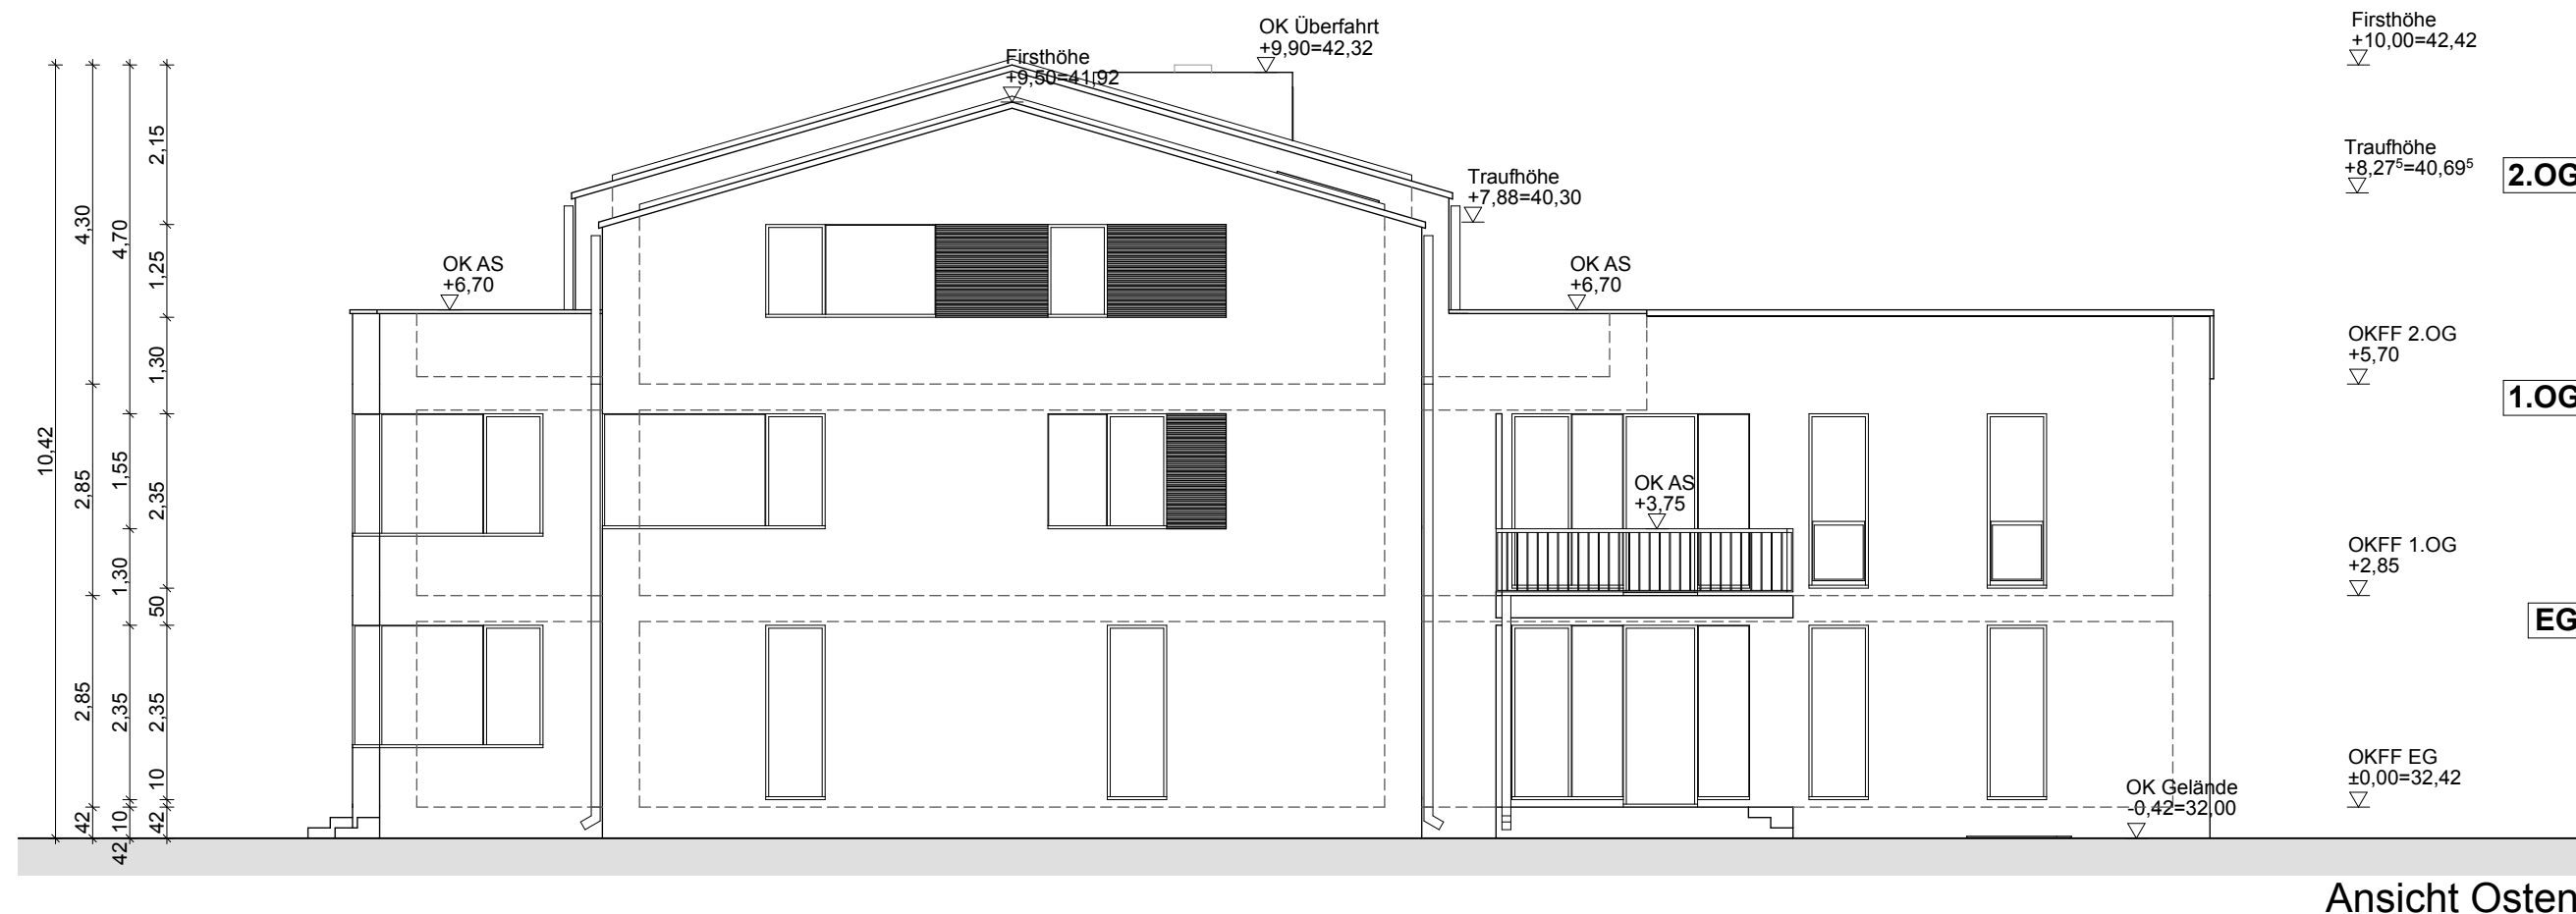 OK Überfahrt
+9,90=42,32
Firsthöhe
+10,00=42,42
Firsthöhe
+9,50=41,92
Traufhöhe
+8,27⁵=40,69⁵
2.OG
Traufhöhe
+7,88=40,30
OK AS
+6,70
OK AS
+6,70
OKFF 2.OG
+5,70
1.OG
OK AS
+3,75
OKFF 1.OG
+2,85
EG
OKFF EG
±0,00=32,42
OK Gelände
-0,42=32,00
10,42
4,30
2,85
2,85
42
4,70
1,55
1,30
2,35
10
42
2,15
1,25
1,30
2,35
50
2,35
10
42
Ansicht Osten